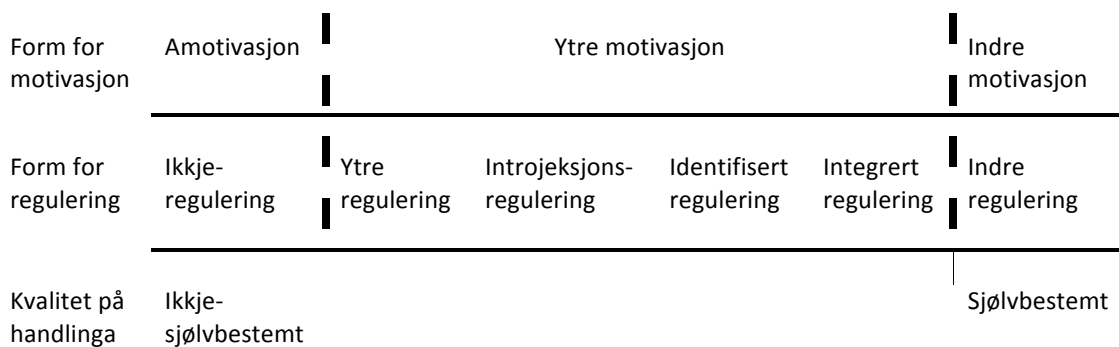 Form for Amotivasjon Ytre motivasjon Indre
motivasjon motivasjon
Form for Ikkje- Ytre Introjeksjons- Identifisert Integrert Indre
regulering regulering regulering regulering regulering regulering regulering
Kvalitet på Ikkje- Sjølvbestemt
handlinga sjølvbestemt